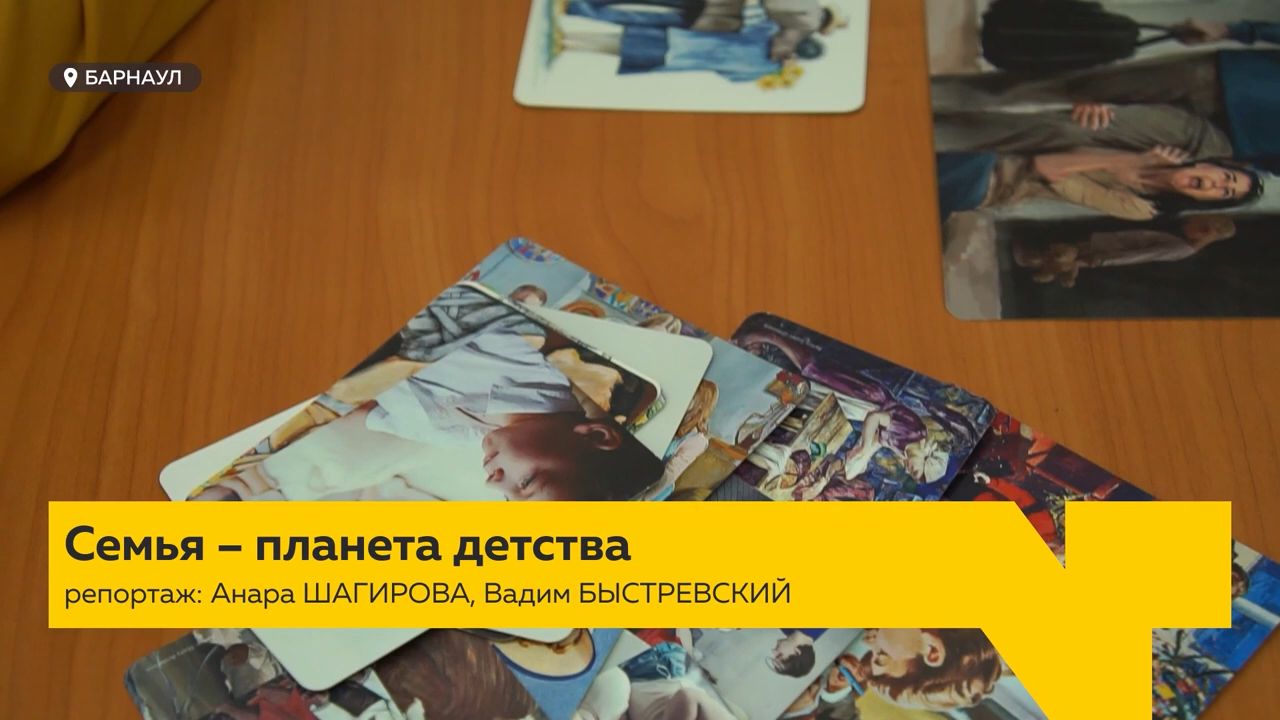 БАРНАУЛ
Семья – планета детства
репортаж: Анара ШАГИРОВА, Вадим БЫСТРЕВСКИЙ